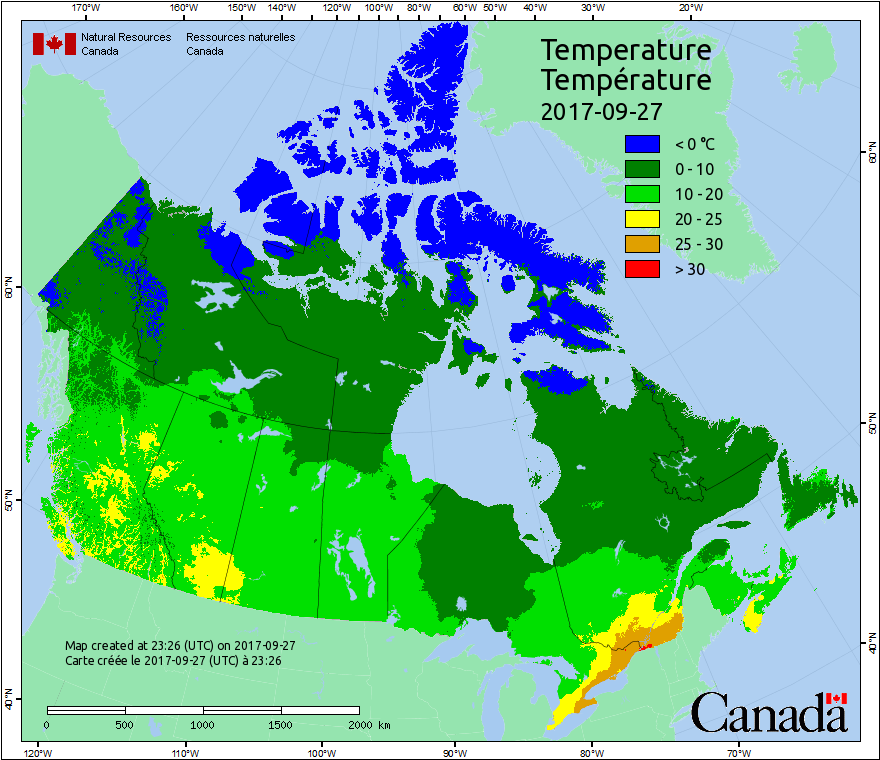 170°W 160°W 150°W 140°W 120°W 100°W 80°W 60°W 50°W 40°W 30°W 20°W
Natural Resources Ressources naturelles
Canada Canada
Temperature
Température
2017-09-27
< 0 °C
0 - 10
10 - 20
20 - 25
25 - 30
> 30
60°N
60°N
50°N
50°N
40°N
40°N
Map created at 23:26 (UTC) on 2017-09-27
Carte créée le 2017-09-27 (UTC) à 23:26
0 500 1000 1500 2000 km
Canada
120°W 110°W 100°W 90°W 80°W 70°W